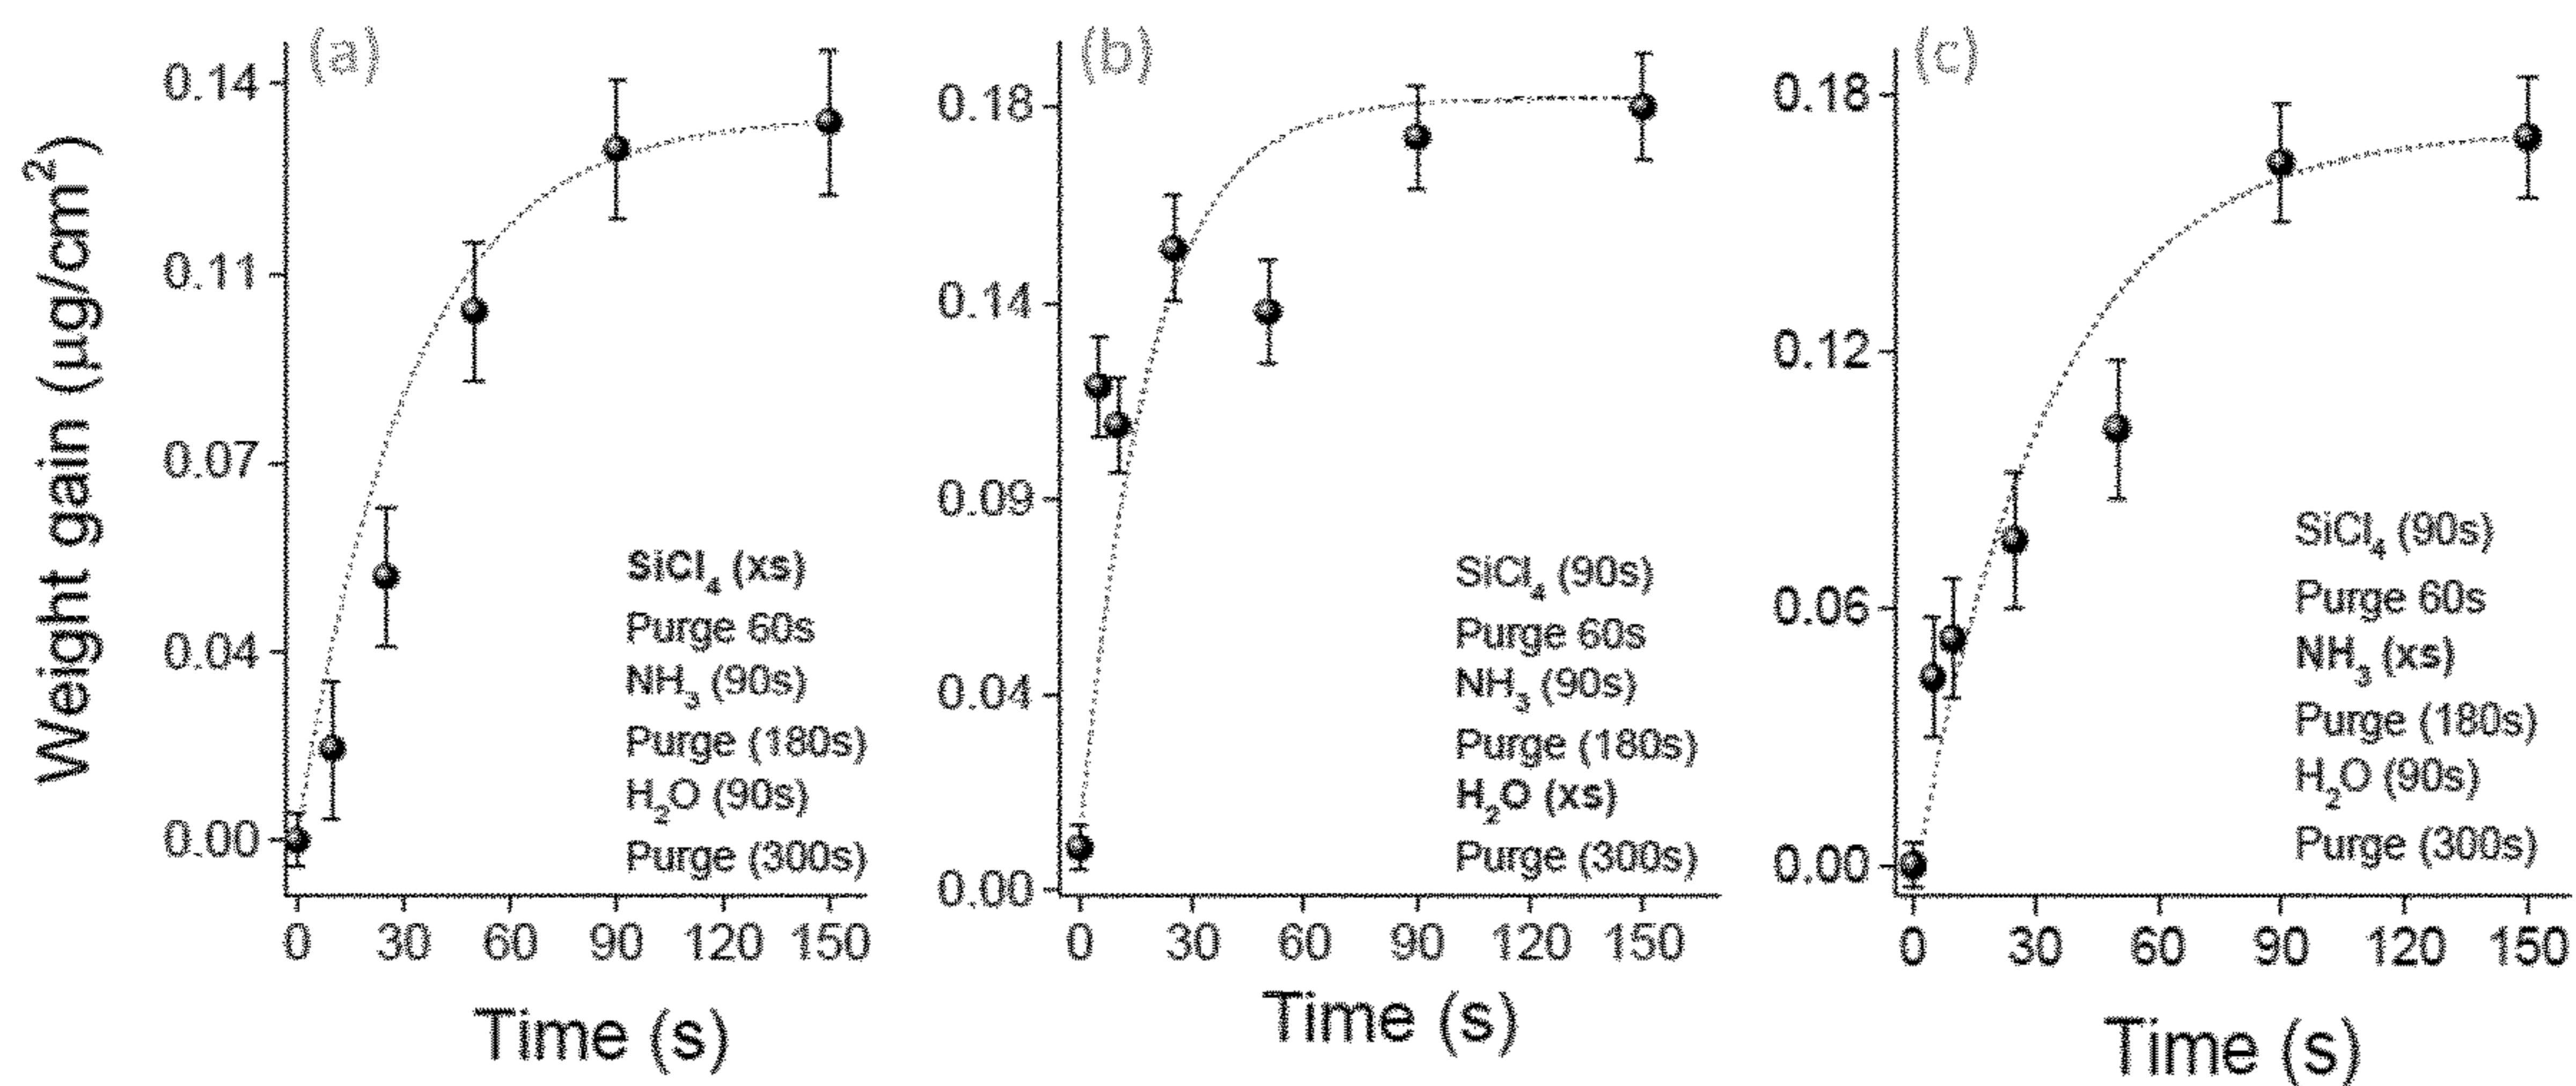 Weight gain (µg/cm²)
(a)
0.14
0.11
0.07
0.04
0.00
SiCl₄ (xs)
Purge 60s
NH₃ (90s)
Purge (180s)
H₂O (90s)
Purge (300s)
0 30 60 90 120 150
Time (s)
(b)
0.18
0.14
0.09
0.04
0.00
SiCl₄ (90s)
Purge 60s
NH₃ (90s)
Purge (180s)
H₂O (xs)
Purge (300s)
0 30 60 90 120 150
Time (s)
(c)
0.18
0.12
0.06
0.00
SiCl₄ (90s)
Purge 60s
NH₃ (xs)
Purge (180s)
H₂O (90s)
Purge (300s)
0 30 60 90 120 150
Time (s)